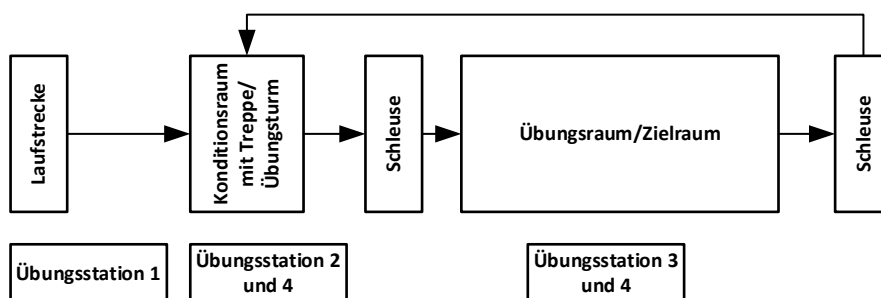 Laufstrecke
Konditionsraum
mit Treppe/
Übungsturm
Schleuse
Übungsraum/Zielraum
Schleuse
Übungsstation 1
Übungsstation 2
und 4
Übungsstation 3
und 4